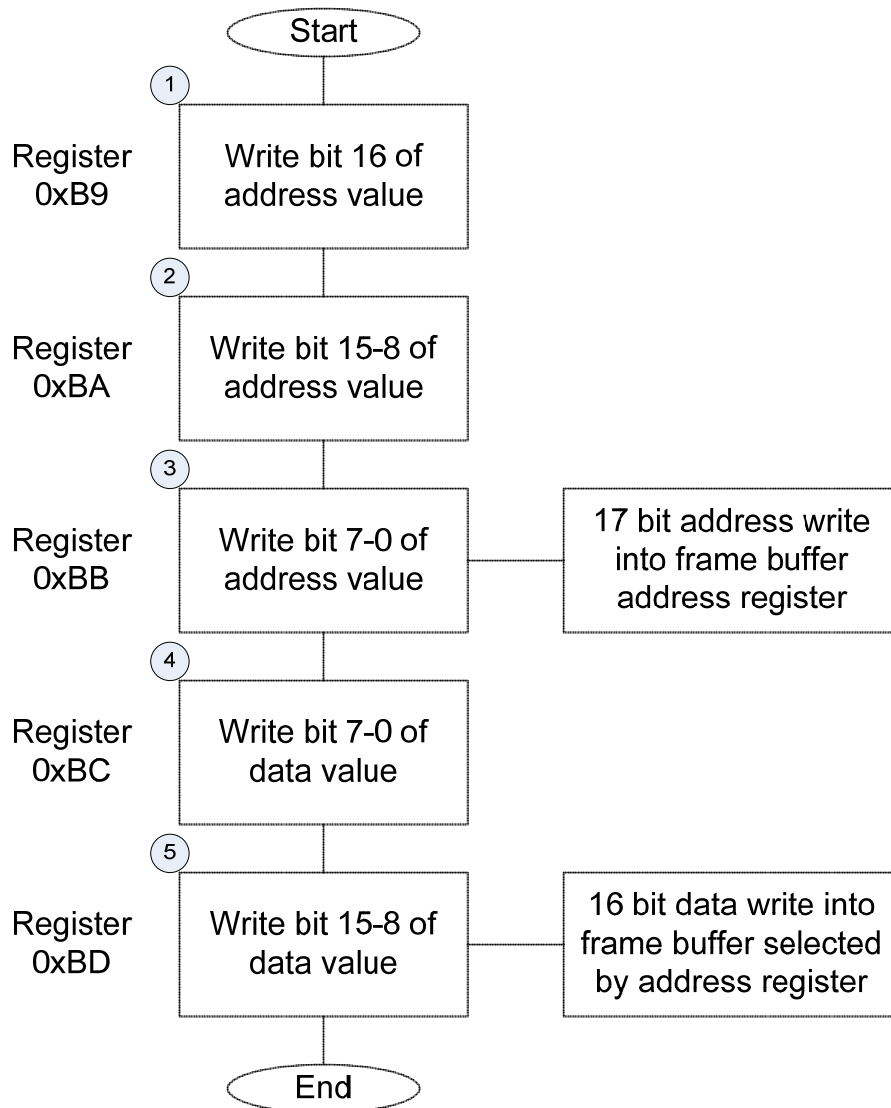 Start
1
Register
0xB9
Write bit 16 of
address value
2
Register
0xBA
Write bit 15-8 of
address value
3
Register
0xBB
Write bit 7-0 of
address value
17 bit address write
into frame buffer
address register
4
Register
0xBC
Write bit 7-0 of
data value
5
Register
0xBD
Write bit 15-8 of
data value
16 bit data write into
frame buffer selected
by address register
End